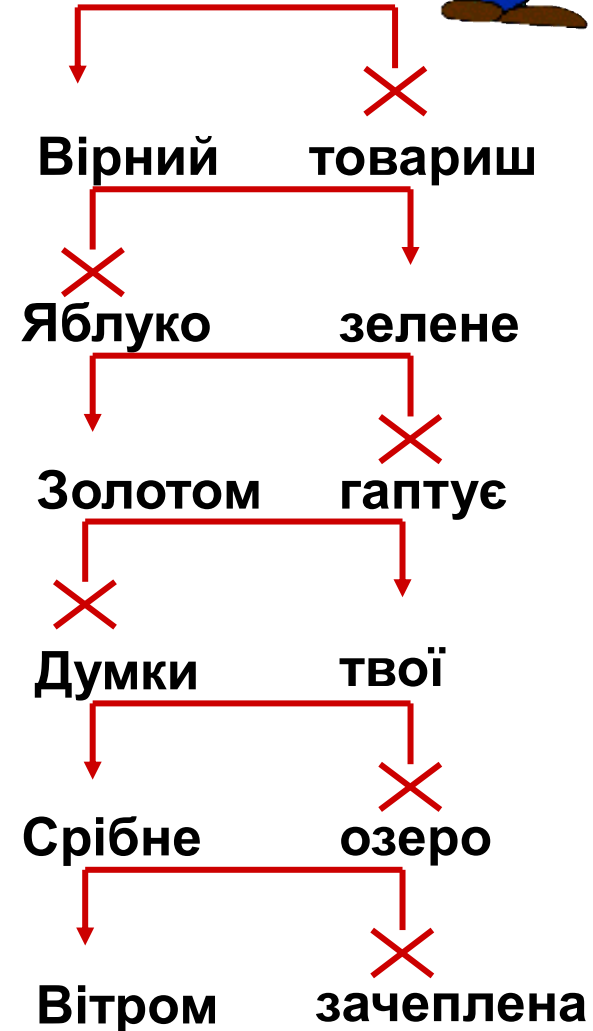 Вірний товариш
Яблуко зелене
Золотом гаптує
Думки твої
Срібне озеро
Вітром зачеплена